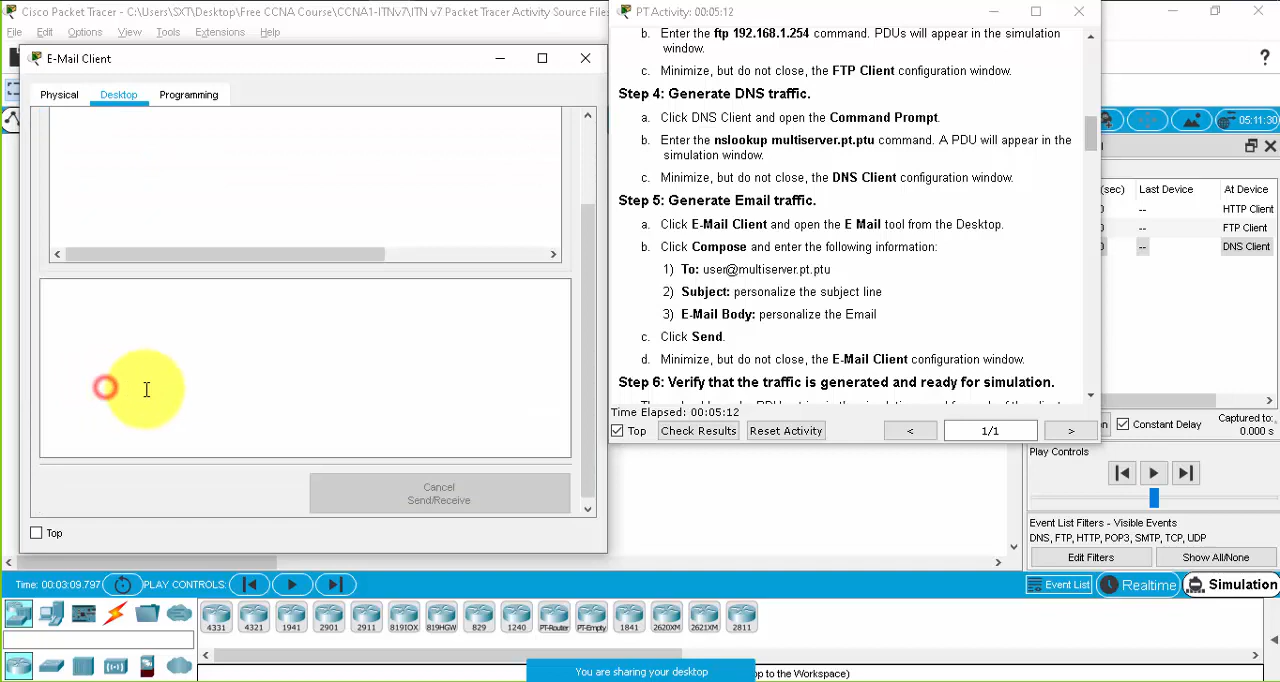 Cisco Packet Tracer - C:\Users\SXT\Desktop\Free CCNA Course\CCNA1-ITNv7\ITN v7 Packet Tracer Activity Source File:
File Edit Options View Tools Extensions Help
E-Mail Client
Physical Desktop Programming
Cancel
Send/Receive
Top
PT Activity: 00:05:12
b. Enter the ftp 192.168.1.254 command. PDUs will appear in the simulation
window.
c. Minimize, but do not close, the FTP Client configuration window.
Step 4: Generate DNS traffic.
a. Click DNS Client and open the Command Prompt.
b. Enter the nslookup multiserver.pt.ptu command. A PDU will appear in the
simulation window.
c. Minimize, but do not close, the DNS Client configuration window.
Step 5: Generate Email traffic.
a. Click E-Mail Client and open the E Mail tool from the Desktop.
b. Click Compose and enter the following information:
1) To: user@multiserver.pt.ptu
2) Subject: personalize the subject line
3) E-Mail Body: personalize the Email
c. Click Send.
d. Minimize, but do not close, the E-Mail Client configuration window.
Step 6: Verify that the traffic is generated and ready for simulation.
Time Elapsed: 00:05:12
Top Check Results Reset Activity < 1/1 >
?
05:11:30
(sec) Last Device At Device
-- HTTP Client
-- FTP Client
-- DNS Client
Constant Delay
Captured to:
0.000 s
Play Controls
Event List Filters - Visible Events
DNS, FTP, HTTP, POP3, SMTP, TCP, UDP
Edit Filters Show All/None
Time: 00:03:09.797 PLAY CONTROLS:
Event List Realtime Simulation
4331 4321 1941 2901 2911 819IOX 819HGW 829 1240 PT-Router PT-Empty 1841 2620XM 2621XM 2811
You are sharing your desktop
op to the Workspace)